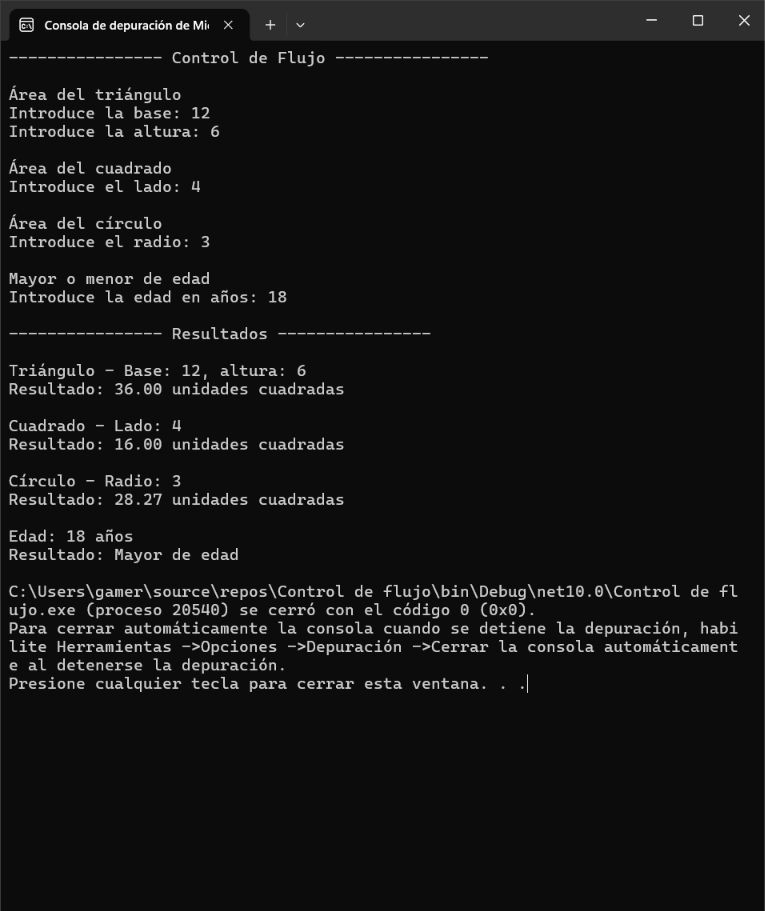 Consola de depuración de Mi
---------------- Control de Flujo ----------------
Área del triángulo
Introduce la base: 12
Introduce la altura: 6
Área del cuadrado
Introduce el lado: 4
Área del círculo
Introduce el radio: 3
Mayor o menor de edad
Introduce la edad en años: 18
---------------- Resultados ----------------
Triángulo - Base: 12, altura: 6
Resultado: 36.00 unidades cuadradas
Cuadrado - Lado: 4
Resultado: 16.00 unidades cuadradas
Círculo - Radio: 3
Resultado: 28.27 unidades cuadradas
Edad: 18 años
Resultado: Mayor de edad
C:\Users\gamer\source\repos\Control de flujo\bin\Debug\net10.0\Control de fl
ujo.exe (proceso 20540) se cerró con el código 0 (0x0).
Para cerrar automáticamente la consola cuando se detiene la depuración, habi
lite Herramientas ->Opciones ->Depuración ->Cerrar la consola automáticament
e al detenerse la depuración.
Presione cualquier tecla para cerrar esta ventana. . .